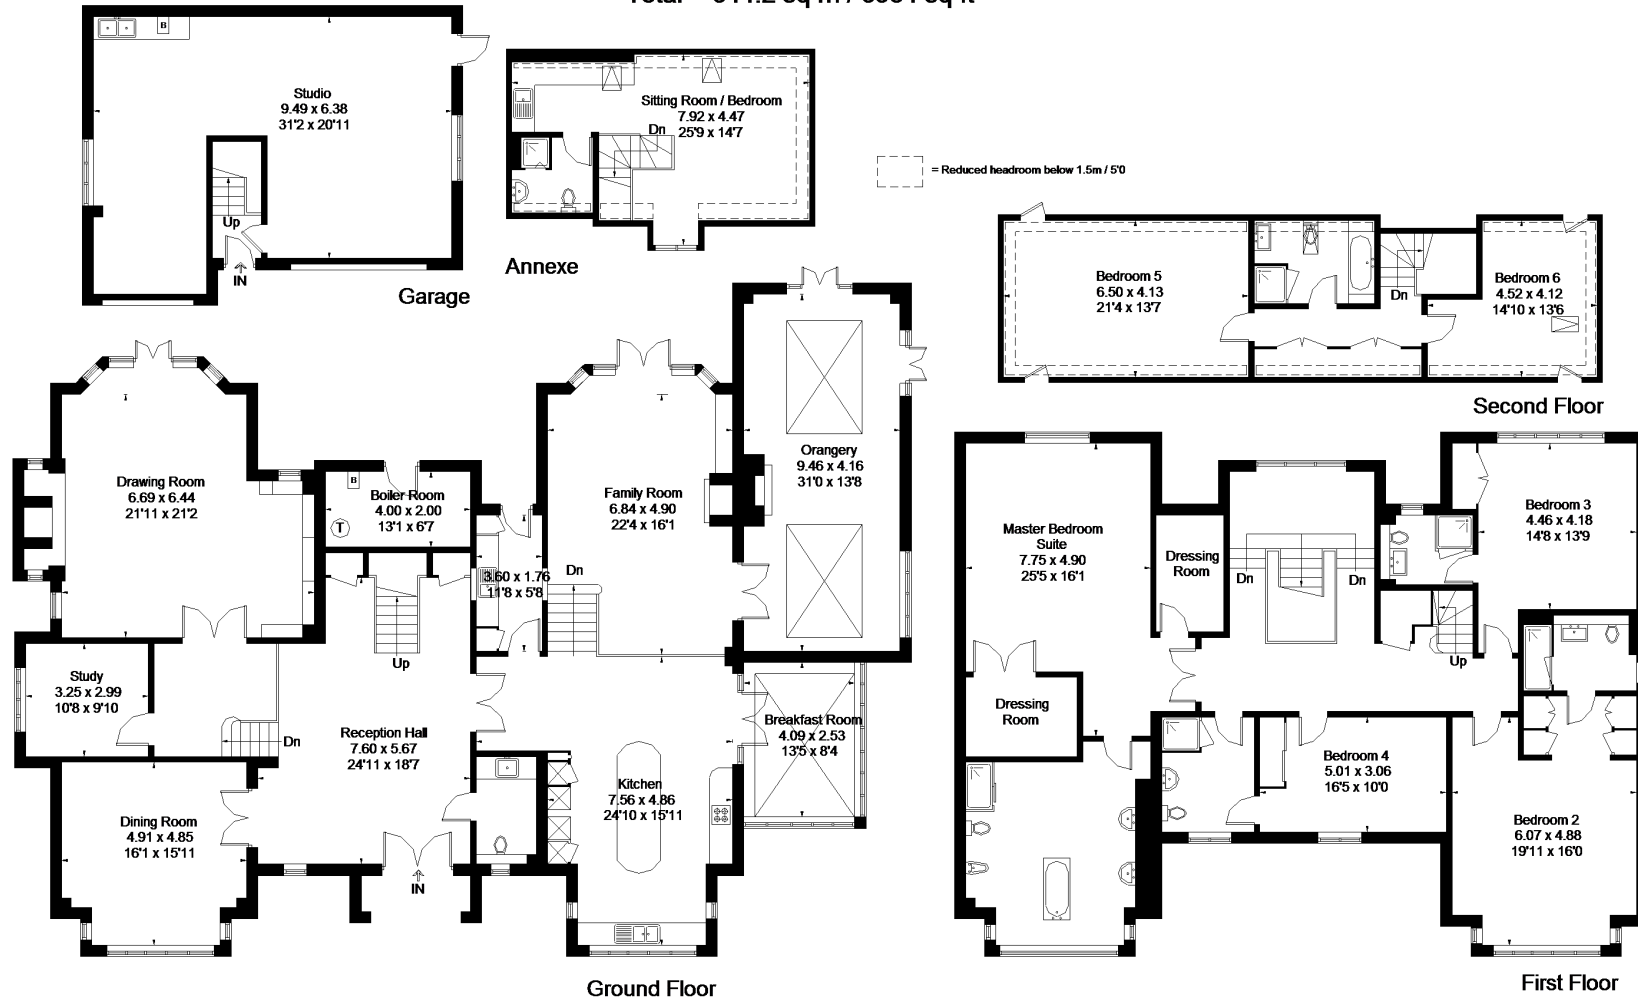 Studio
9.49 x 6.38
31'2 x 20'11
B
Up
IN
Garage
Sitting Room / Bedroom
7.92 x 4.47
25'9 x 14'7
Dn
Annexe
= Reduced headroom below 1.5m / 5'0
Bedroom 5
6.50 x 4.13
21'4 x 13'7
Dn
Bedroom 6
4.52 x 4.12
14'10 x 13'6
Second Floor
Drawing Room
6.69 x 6.44
21'11 x 21'2
B
Boiler Room
4.00 x 2.00
13'1 x 6'7
T
3.60 x 1.76
11'8 x 5'8
Family Room
6.84 x 4.90
22'4 x 16'1
Dn
Orangery
9.46 x 4.16
31'0 x 13'8
Up
Study
3.25 x 2.99
10'8 x 9'10
Dn
Reception Hall
7.60 x 5.67
24'11 x 18'7
Breakfast Room
4.09 x 2.53
13'5 x 8'4
Kitchen
7.56 x 4.86
24'10 x 15'11
Dining Room
4.91 x 4.85
16'1 x 15'11
IN
Ground Floor
Master Bedroom
Suite
7.75 x 4.90
25'5 x 16'1
Dressing
Room
Dn
Dn
Bedroom 3
4.46 x 4.18
14'8 x 13'9
Up
Dressing
Room
Bedroom 4
5.01 x 3.06
16'5 x 10'0
Bedroom 2
6.07 x 4.88
19'11 x 16'0
First Floor